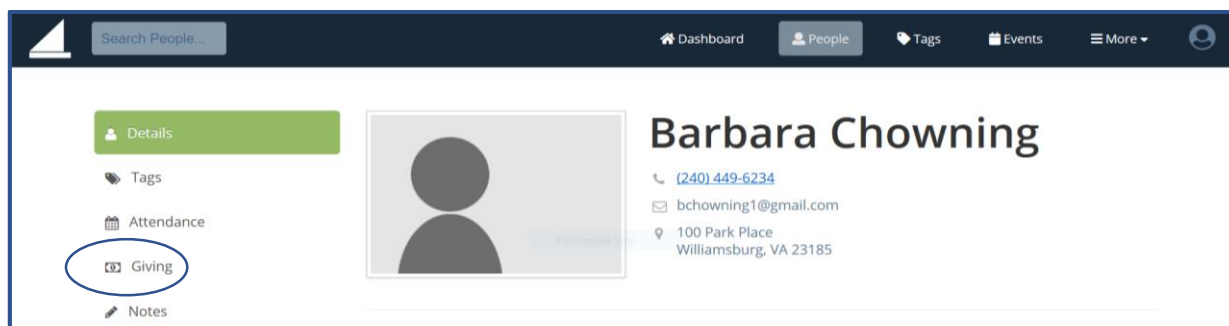 Search People...
Dashboard
People
Tags
Events
More
Details
Tags
Attendance
Giving
Notes
Barbara Chowning
(240) 449-6234
bchowning1@gmail.com
100 Park Place
Williamsburg, VA 23185